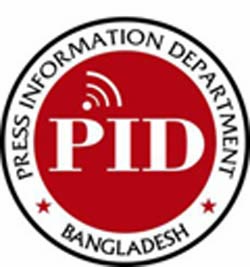 PRESS INFORMATION DEPARTMENT
PID
BANGLADESH